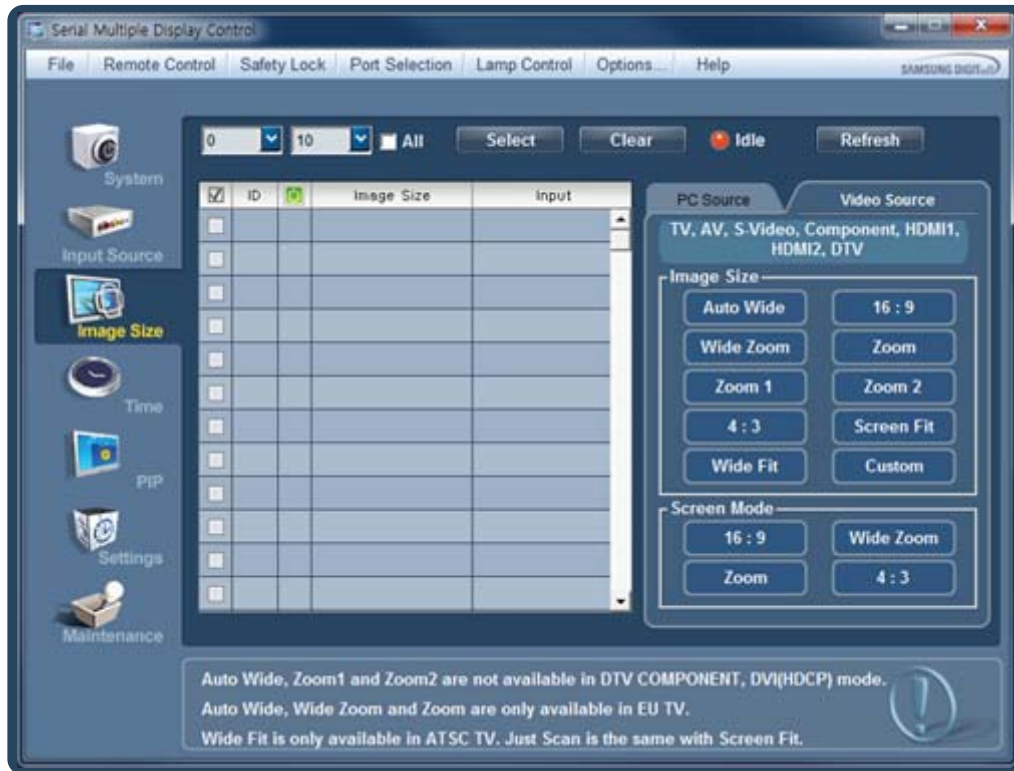 Serial Multiple Display Control
File Remote Control Safety Lock Port Selection Lamp Control Options... Help
0 10 All Select Clear Idle Refresh
System
Input Source
Image Size
Time
PIP
Settings
Maintenance
ID Image Size Input
PC Source Video Source
TV, AV, S-Video, Component, HDMI1,
HDMI2, DTV
Image Size
Auto Wide 16 : 9
Wide Zoom Zoom
Zoom 1 Zoom 2
4 : 3 Screen Fit
Wide Fit Custom
Screen Mode
16 : 9 Wide Zoom
Zoom 4 : 3
Auto Wide, Zoom1 and Zoom2 are not available in DTV COMPONENT, DVI(HDCP) mode.
Auto Wide, Wide Zoom and Zoom are only available in EU TV.
Wide Fit is only available in ATSC TV. Just Scan is the same with Screen Fit.